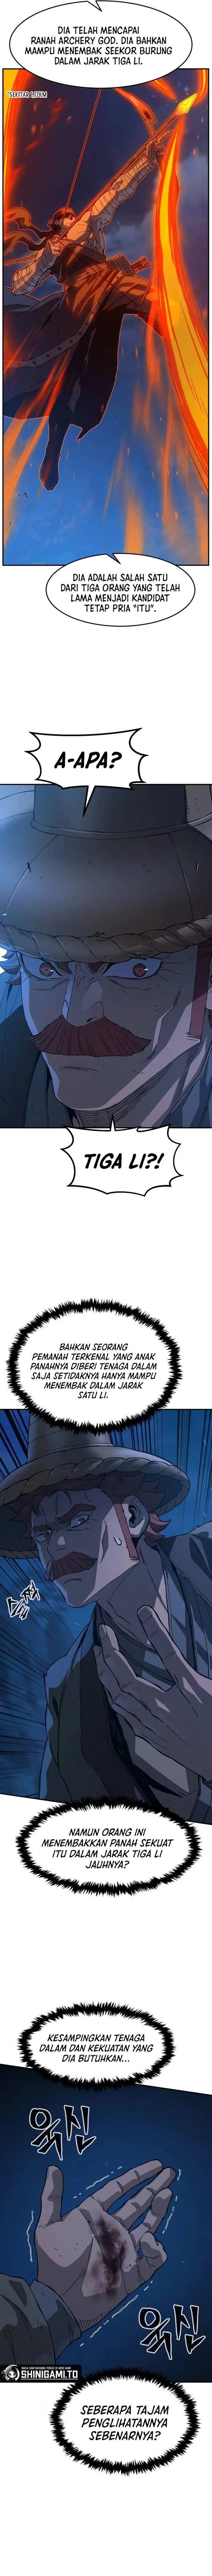 DIA TELAH MENCAPAI
RANAH ARCHERY GOD. DIA BAHKAN
MAMPU MENEMBAK SEEKOR BURUNG
DALAM JARAK TIGA LI.
*SEKITAR 1,17KM
DIA ADALAH SALAH SATU
DARI TIGA ORANG YANG TELAH
LAMA MENJADI KANDIDAT
TETAP PRIA "ITU".
A-APA?
TIGA LI?!
BAHKAN SEORANG
PEMANAH TERKENAL YANG ANAK
PANAHNYA DIBERI TENAGA DALAM
SAJA SETIDAKNYA HANYA MAMPU
MENEMBAK DALAM JARAK
SATU LI.
NAMUN ORANG INI
MENEMBAKKAN PANAH SEKUAT
ITU DALAM JARAK TIGA LI
JAUHNYA?
KESAMPINGKAN TENAGA
DALAM DAN KEKUATAN YANG
DIA BUTUHKAN...
욱신
욱신
SHINIGAMI.TO
SEBERAPA TAJAM
PENGLIHATANNYA
SEBENARNYA?